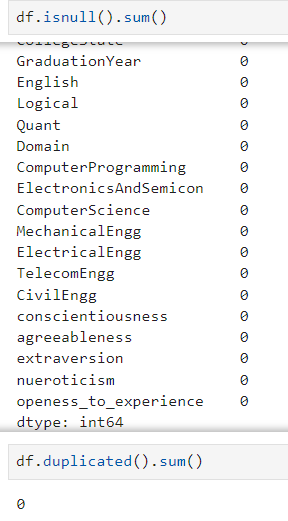 df.isnull().sum()
CollegeState 0
GraduationYear 0
English 0
Logical 0
Quant 0
Domain 0
ComputerProgramming 0
ElectronicsAndSemicon 0
ComputerScience 0
MechanicalEngg 0
ElectricalEngg 0
TelecomEngg 0
CivilEngg 0
conscientiousness 0
agreeableness 0
extraversion 0
nueroticism 0
openess_to_experience 0
dtype: int64
df.duplicated().sum()
0